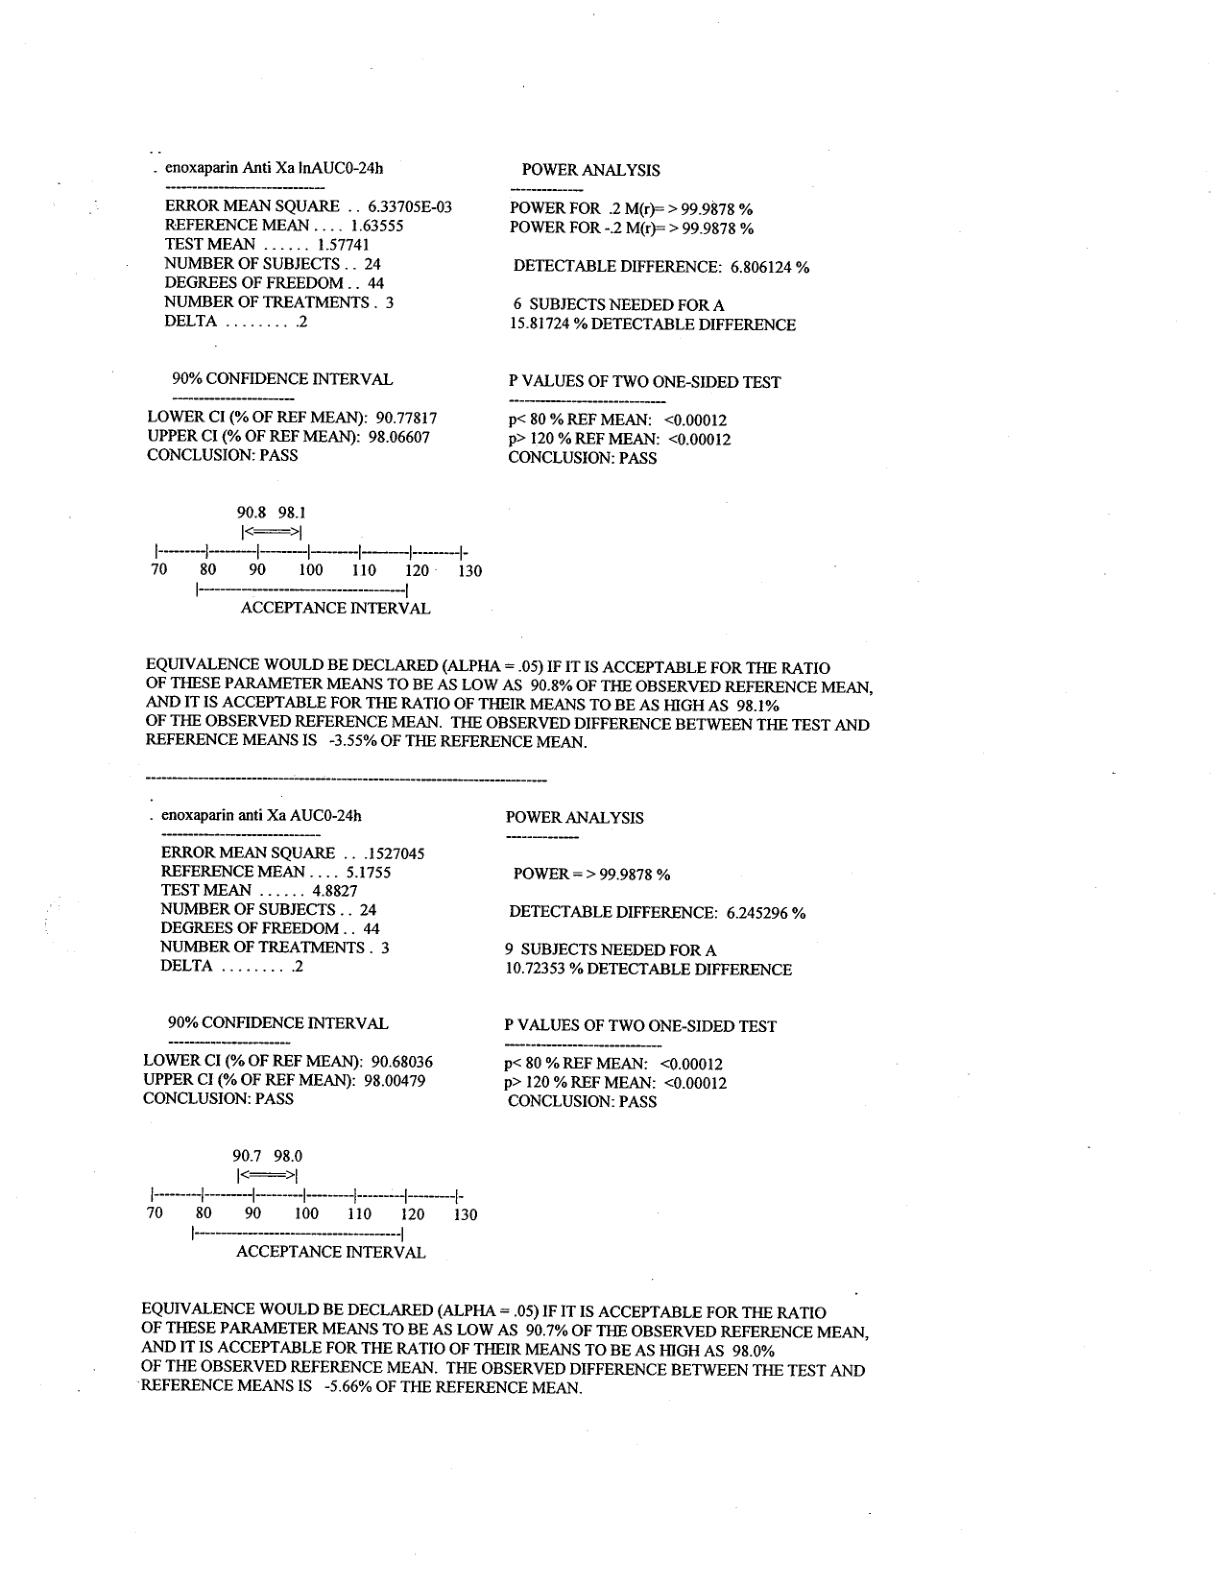 enoxaparin Anti Xa lnAUC0-24h
ERROR MEAN SQUARE .. 6.33705E-03
REFERENCE MEAN .... 1.63555
TEST MEAN ...... 1.57741
NUMBER OF SUBJECTS .. 24
DEGREES OF FREEDOM .. 44
NUMBER OF TREATMENTS . 3
DELTA ........ .2
POWER ANALYSIS
POWER FOR .2 M(r)= > 99.9878 %
POWER FOR -.2 M(r)= > 99.9878 %
DETECTABLE DIFFERENCE: 6.806124 %
6 SUBJECTS NEEDED FOR A
15.81724 % DETECTABLE DIFFERENCE
90% CONFIDENCE INTERVAL
LOWER CI (% OF REF MEAN): 90.77817
UPPER CI (% OF REF MEAN): 98.06607
CONCLUSION: PASS
P VALUES OF TWO ONE-SIDED TEST
p< 80 % REF MEAN: <0.00012
p> 120 % REF MEAN: <0.00012
CONCLUSION: PASS
90.8 98.1
|<====>|
|---------|---------|---------|---------|---------|---------|-
70 80 90 100 110 120 130
|---------------------------------------|
ACCEPTANCE INTERVAL
EQUIVALENCE WOULD BE DECLARED (ALPHA = .05) IF IT IS ACCEPTABLE FOR THE RATIO
OF THESE PARAMETER MEANS TO BE AS LOW AS 90.8% OF THE OBSERVED REFERENCE MEAN,
AND IT IS ACCEPTABLE FOR THE RATIO OF THEIR MEANS TO BE AS HIGH AS 98.1%
OF THE OBSERVED REFERENCE MEAN. THE OBSERVED DIFFERENCE BETWEEN THE TEST AND
REFERENCE MEANS IS -3.55% OF THE REFERENCE MEAN.
enoxaparin anti Xa AUC0-24h
ERROR MEAN SQUARE .. .1527045
REFERENCE MEAN .... 5.1755
TEST MEAN ...... 4.8827
NUMBER OF SUBJECTS .. 24
DEGREES OF FREEDOM .. 44
NUMBER OF TREATMENTS . 3
DELTA ........ .2
POWER ANALYSIS
POWER = > 99.9878 %
DETECTABLE DIFFERENCE: 6.245296 %
9 SUBJECTS NEEDED FOR A
10.72353 % DETECTABLE DIFFERENCE
90% CONFIDENCE INTERVAL
LOWER CI (% OF REF MEAN): 90.68036
UPPER CI (% OF REF MEAN): 98.00479
CONCLUSION: PASS
P VALUES OF TWO ONE-SIDED TEST
p< 80 % REF MEAN: <0.00012
p> 120 % REF MEAN: <0.00012
CONCLUSION: PASS
90.7 98.0
|<====>|
|---------|---------|---------|---------|---------|---------|-
70 80 90 100 110 120 130
|---------------------------------------|
ACCEPTANCE INTERVAL
EQUIVALENCE WOULD BE DECLARED (ALPHA = .05) IF IT IS ACCEPTABLE FOR THE RATIO
OF THESE PARAMETER MEANS TO BE AS LOW AS 90.7% OF THE OBSERVED REFERENCE MEAN,
AND IT IS ACCEPTABLE FOR THE RATIO OF THEIR MEANS TO BE AS HIGH AS 98.0%
OF THE OBSERVED REFERENCE MEAN. THE OBSERVED DIFFERENCE BETWEEN THE TEST AND
REFERENCE MEANS IS -5.66% OF THE REFERENCE MEAN.